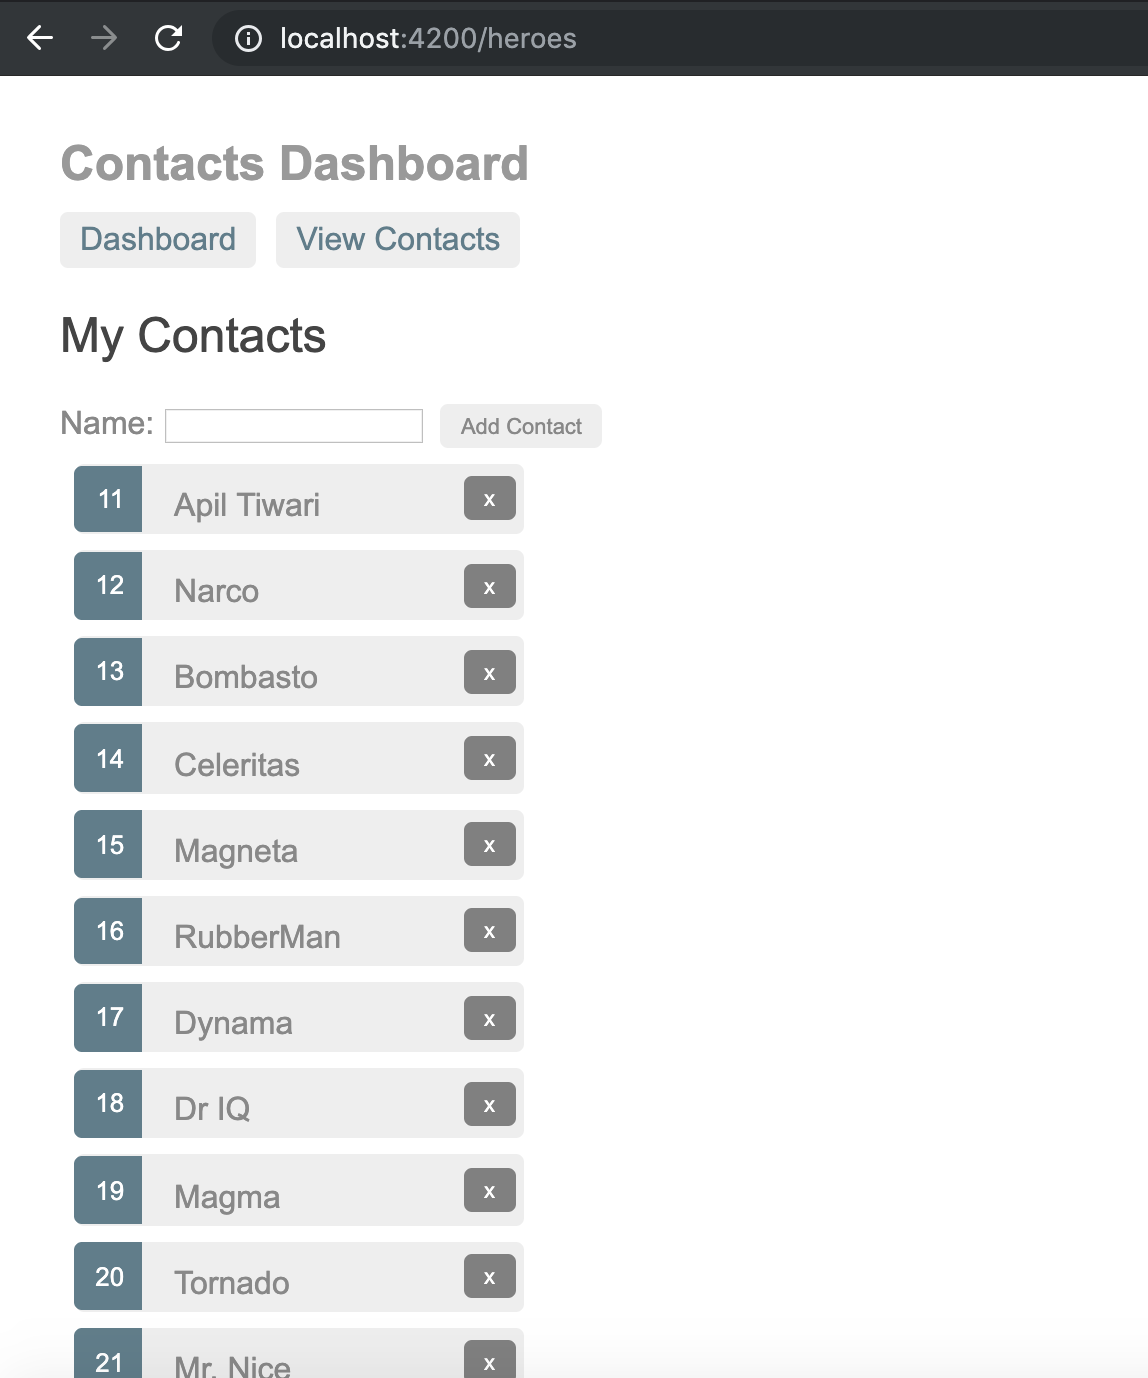 localhost:4200/heroes
Contacts Dashboard
Dashboard View Contacts
My Contacts
Name: Add Contact
11 Apil Tiwari x
12 Narco x
13 Bombasto x
14 Celeritas x
15 Magneta x
16 RubberMan x
17 Dynama x
18 Dr IQ x
19 Magma x
20 Tornado x
21 Mr. Nice x